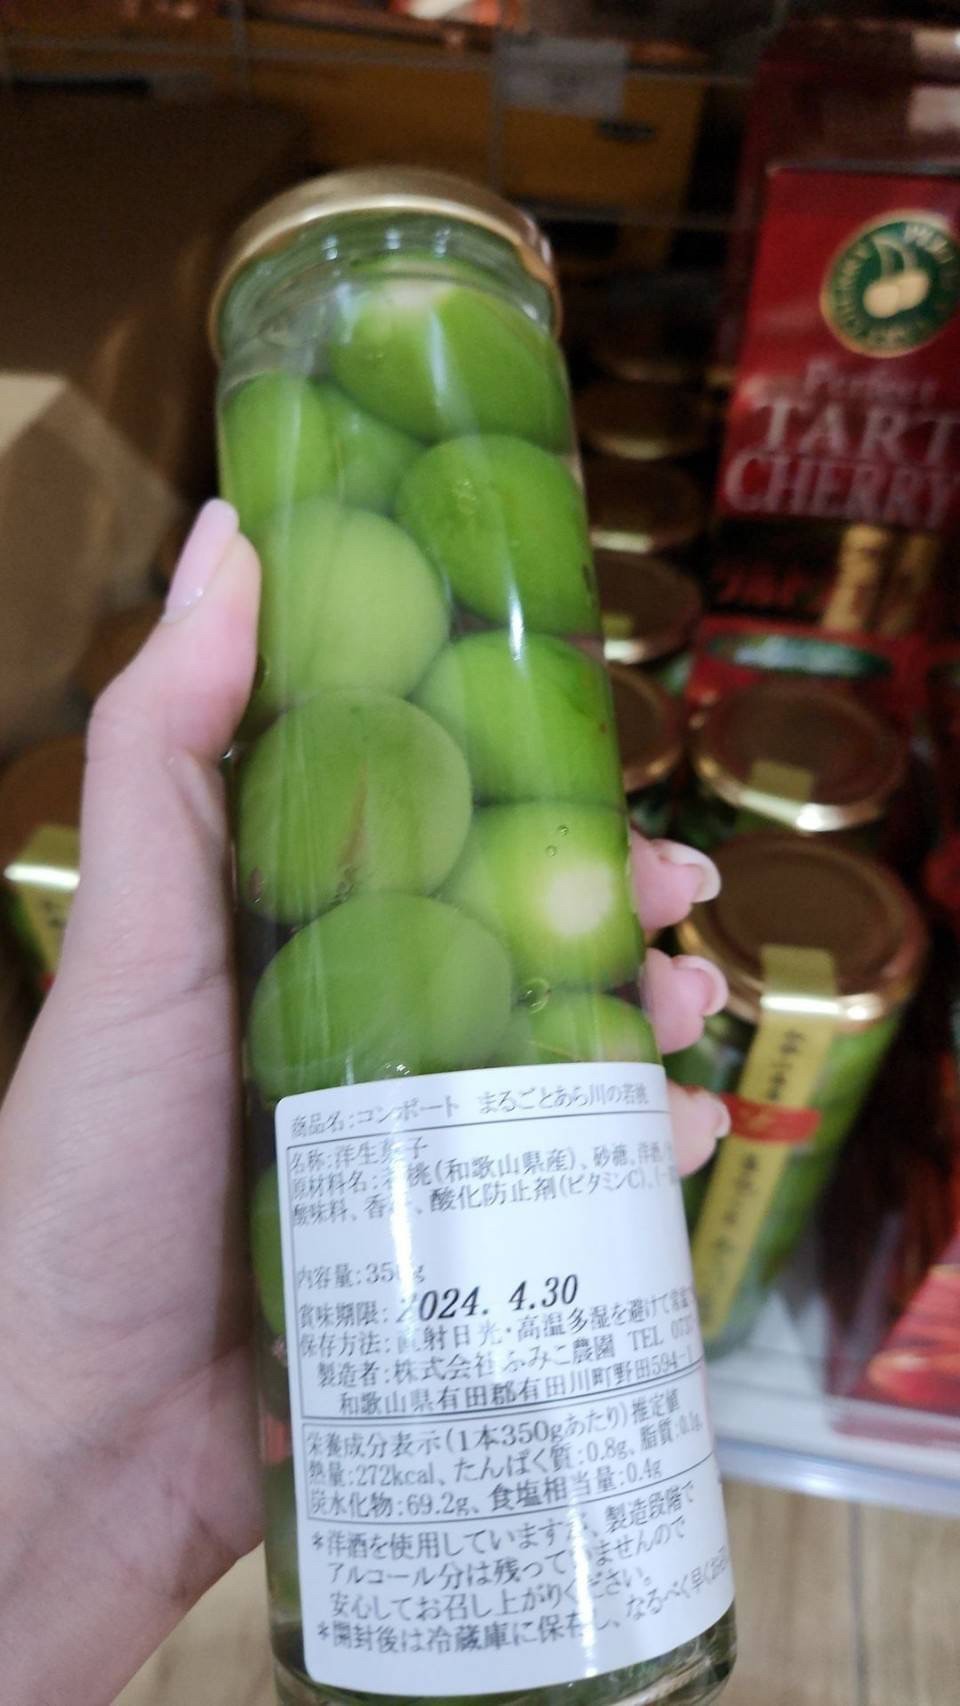 TART
CHERRY
商品名:コンポート まるごとあら川の若桃
名称:洋生菓子
原材料名: 桃(和歌山県産)、砂糖、洋酒
酸味料、香 、酸化防止剤(ビタミンC)、
内容量:35 g
賞味期限: 2024. 4.30
保存方法: 射日光・高温多湿を避けて
製造者:株式会社ふみこ農園 TEL
和歌山県有田郡有田川町野田594-1
栄養成分表示(1本350gあたり)推定値
熱量:272kcal、たんぱく質:0.8g、脂質:0.1g、
炭水化物:69.2g、食塩相当量:0.4g
*洋酒を使用しています 、製造段階で
アルコール分は残っていませんので
安心してお召し上がりください。
*開封後は冷蔵庫に保存し、なるべく早く